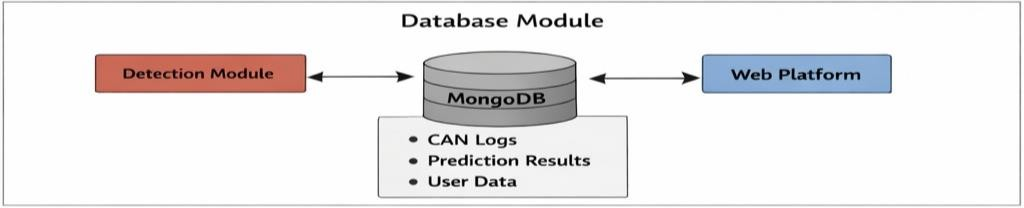 Database Module
Detection Module
MongoDB
Web Platform
• CAN Logs
• Prediction Results
• User Data